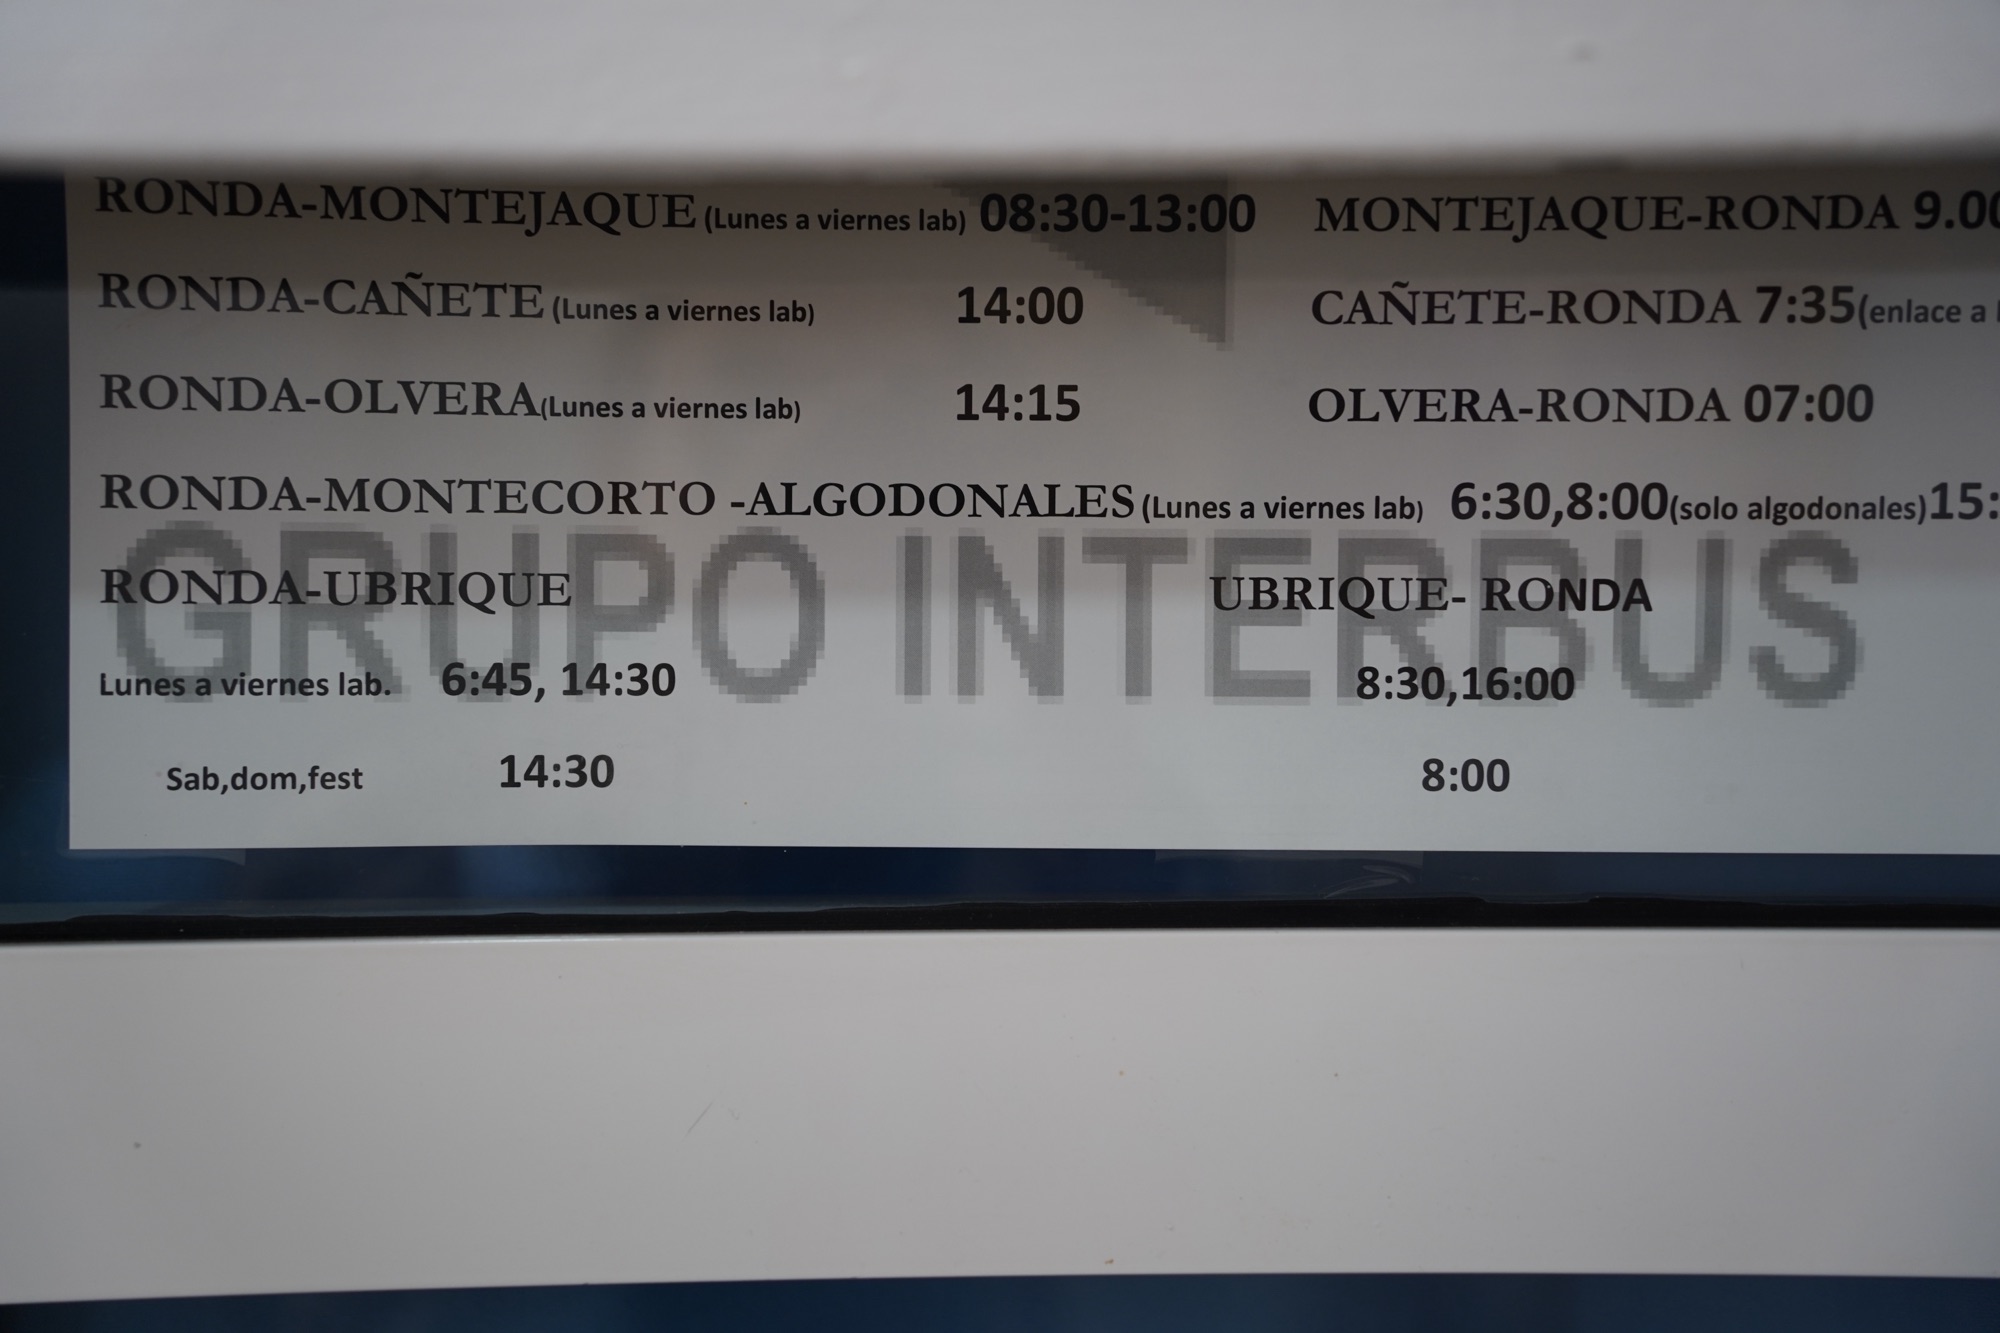 RONDA-MONTEJAQUE (Lunes a viernes lab) 08:30-13:00 MONTEJAQUE-RONDA 9.00
RONDA-CAÑETE (Lunes a viernes lab) 14:00 CAÑETE-RONDA 7:35(enlace a
RONDA-OLVERA(Lunes a viernes lab) 14:15 OLVERA-RONDA 07:00
RONDA-MONTECORTO -ALGODONALES (Lunes a viernes lab) 6:30,8:00(solo algodonales)15:
GRUPO INTERBUS
RONDA-UBRIQUE UBRIQUE- RONDA
Lunes a viernes lab. 6:45, 14:30 8:30,16:00
Sab,dom,fest 14:30 8:00